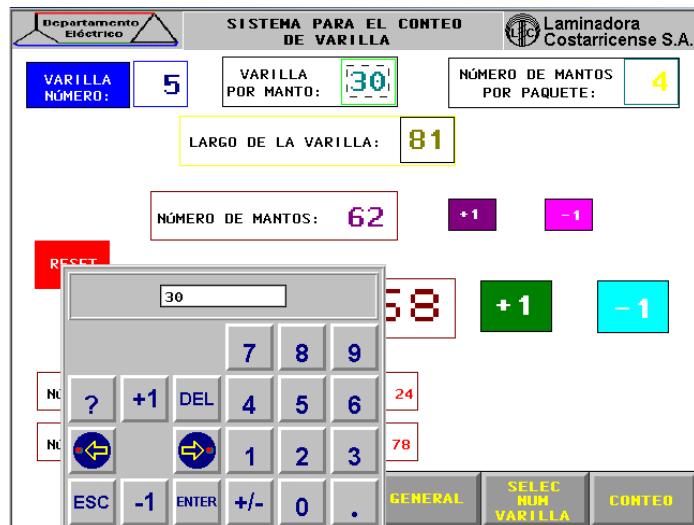 Departamento
Eléctrico
SISTEMA PARA EL CONTEO
DE VARILLA
LC
Laminadora
Costarricense S.A.
VARILLA
NÚMERO:
5
VARILLA
POR MANTO:
30
NÚMERO DE MANTOS
POR PAQUETE:
4
LARGO DE LA VARILLA:
81
NÚMERO DE MANTOS:
62
+1
-1
RESET
30
58
+1
-1
7 8 9
Nú
24
? +1 DEL 4 5 6
Nú
78
1 2 3
ESC -1 ENTER +/- 0 .
GENERAL
SELEC
NUM
VARILLA
CONTEO